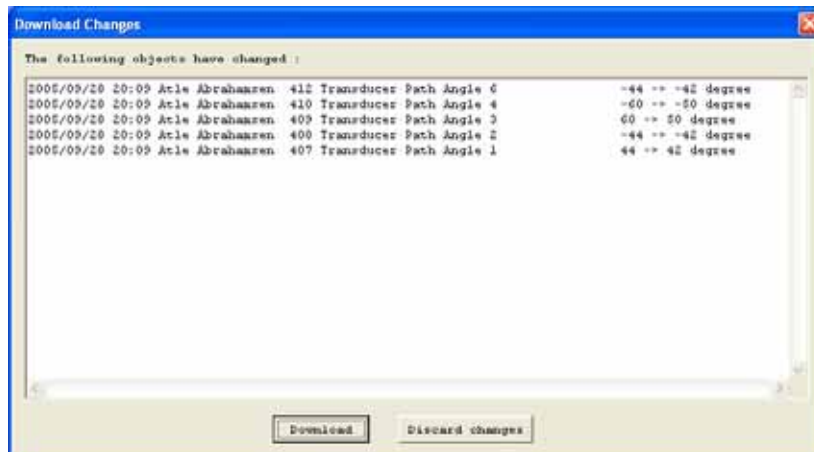 Download Changes
The following objects have changed :
2005/09/20 20:09 Atle Abrahamsen 412 Transducer Path Angle 6 -44 -> -42 degree
2005/09/20 20:09 Atle Abrahamsen 410 Transducer Path Angle 4 -60 -> -50 degree
2005/09/20 20:09 Atle Abrahamsen 409 Transducer Path Angle 3 60 -> 50 degree
2005/09/20 20:09 Atle Abrahamsen 408 Transducer Path Angle 2 -44 -> -42 degree
2005/09/20 20:09 Atle Abrahamsen 407 Transducer Path Angle 1 44 -> 42 degree
Download Discard changes